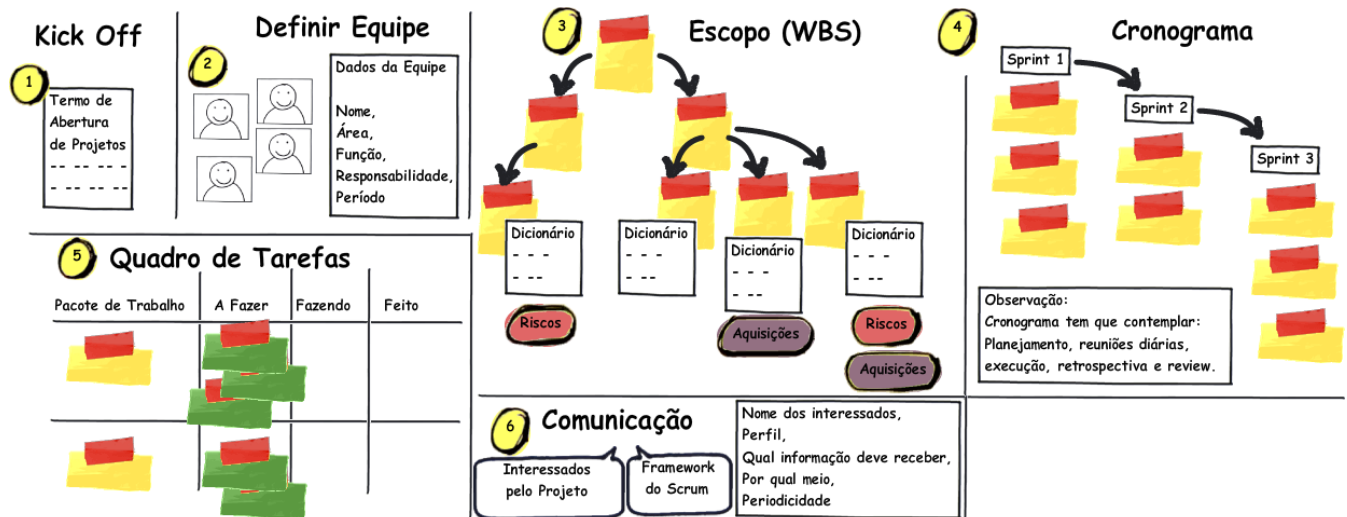 Kick Off
1
Termo de
Abertura
de Projetos
-- -- -- --
- -- -- --
Definir Equipe
2
Dados da Equipe
Nome,
Área,
Função,
Responsabilidade,
Período
3
Escopo (WBS)
Dicionário
- - -
- ---
Riscos
Dicionário
- - -
- ---
Dicionário
- - -
- ---
Aquisições
Dicionário
- - -
- ---
Riscos
Aquisições
4
Cronograma
Sprint 1
Sprint 2
Sprint 3
Observação:
Cronograma tem que contemplar:
Planejamento, reuniões diárias,
execução, retrospectiva e review.
5
Quadro de Tarefas
Pacote de Trabalho
A Fazer
Fazendo
Feito
6
Comunicação
Interessados
pelo Projeto
Framework
do Scrum
Nome dos interessados,
Perfil,
Qual informação deve receber,
Por qual meio,
Periodicidade